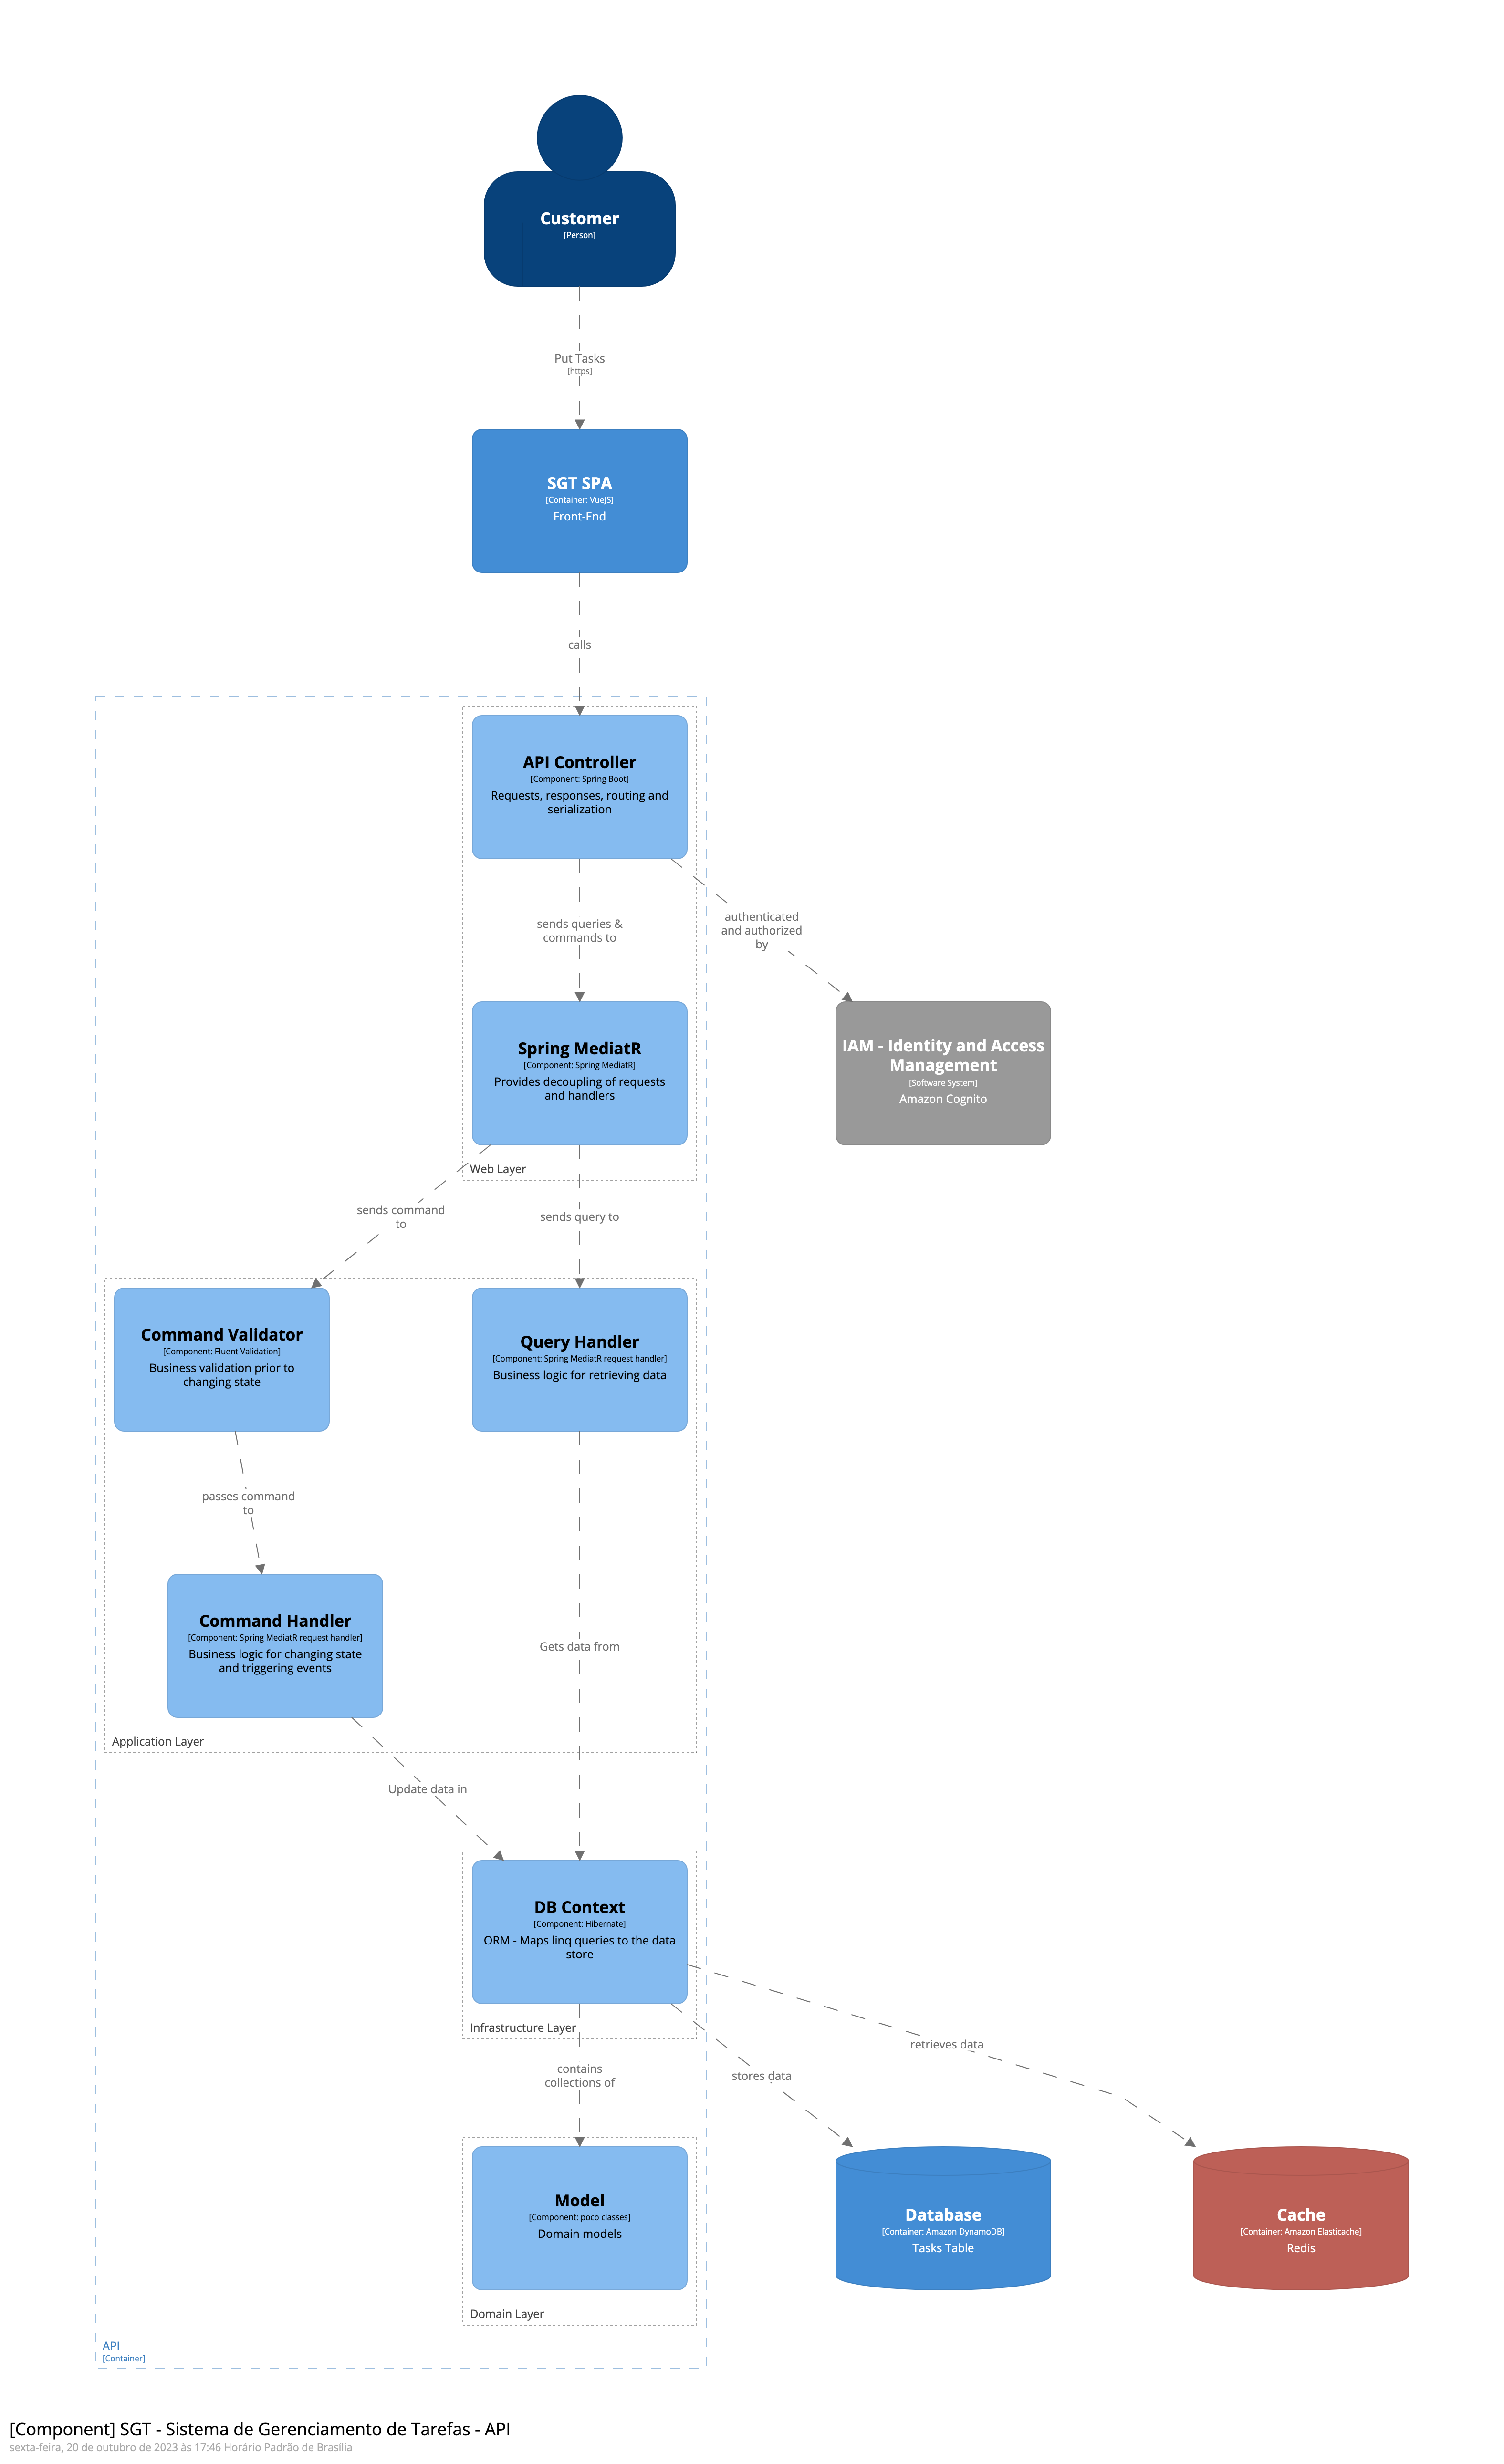 Customer
[Person]
Put Tasks
[https]
SGT SPA
[Container: VueJS]
Front-End
calls
API Controller
[Component: Spring Boot]
Requests, responses, routing and
serialization
sends queries &
commands to
authenticated
and authorized
by
Spring MediatR
[Component: Spring MediatR]
Provides decoupling of requests
and handlers
IAM - Identity and Access
Management
[Software System]
Amazon Cognito
Web Layer
sends command
to
sends query to
Command Validator
[Component: Fluent Validation]
Business validation prior to
changing state
Query Handler
[Component: Spring MediatR request handler]
Business logic for retrieving data
passes command
to
Command Handler
[Component: Spring MediatR request handler]
Business logic for changing state
and triggering events
Gets data from
Application Layer
Update data in
DB Context
[Component: Hibernate]
ORM - Maps linq queries to the data
store
Infrastructure Layer
retrieves data
contains
collections of
stores data
Model
[Component: poco classes]
Domain models
Database
[Container: Amazon DynamoDB]
Tasks Table
Cache
[Container: Amazon Elasticache]
Redis
Domain Layer
API
[Container]
[Component] SGT - Sistema de Gerenciamento de Tarefas - API
sexta-feira, 20 de outubro de 2023 às 17:46 Horário Padrão de Brasília